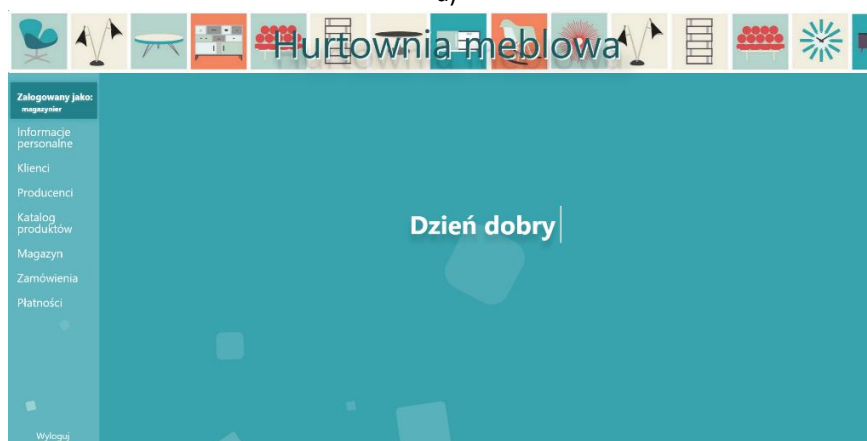 Hurtownia meblowa
Zalogowany jako:
magazynier
Informacje
personalne
Klienci
Producenci
Katalog
produktów
Magazyn
Zamówienia
Płatności
Dzień dobry
Wyloguj